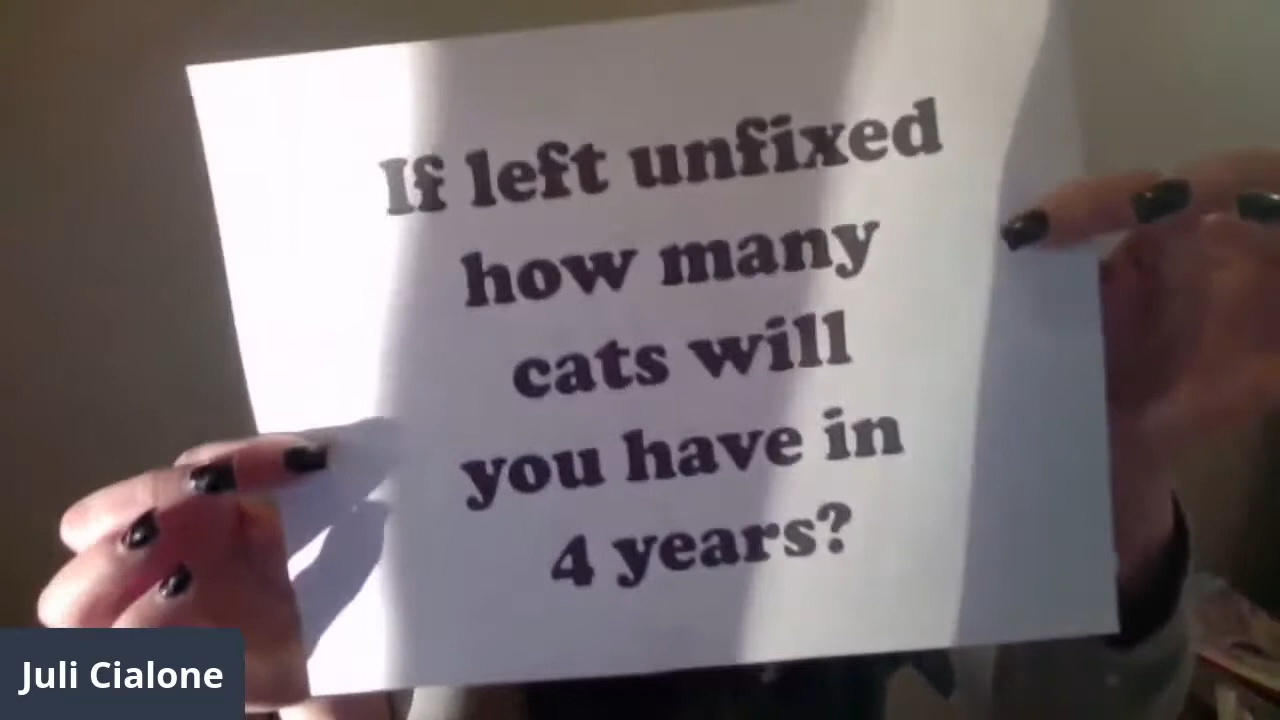 If left unfixed
how many
cats will
you have in
4 years?
Juli Cialone